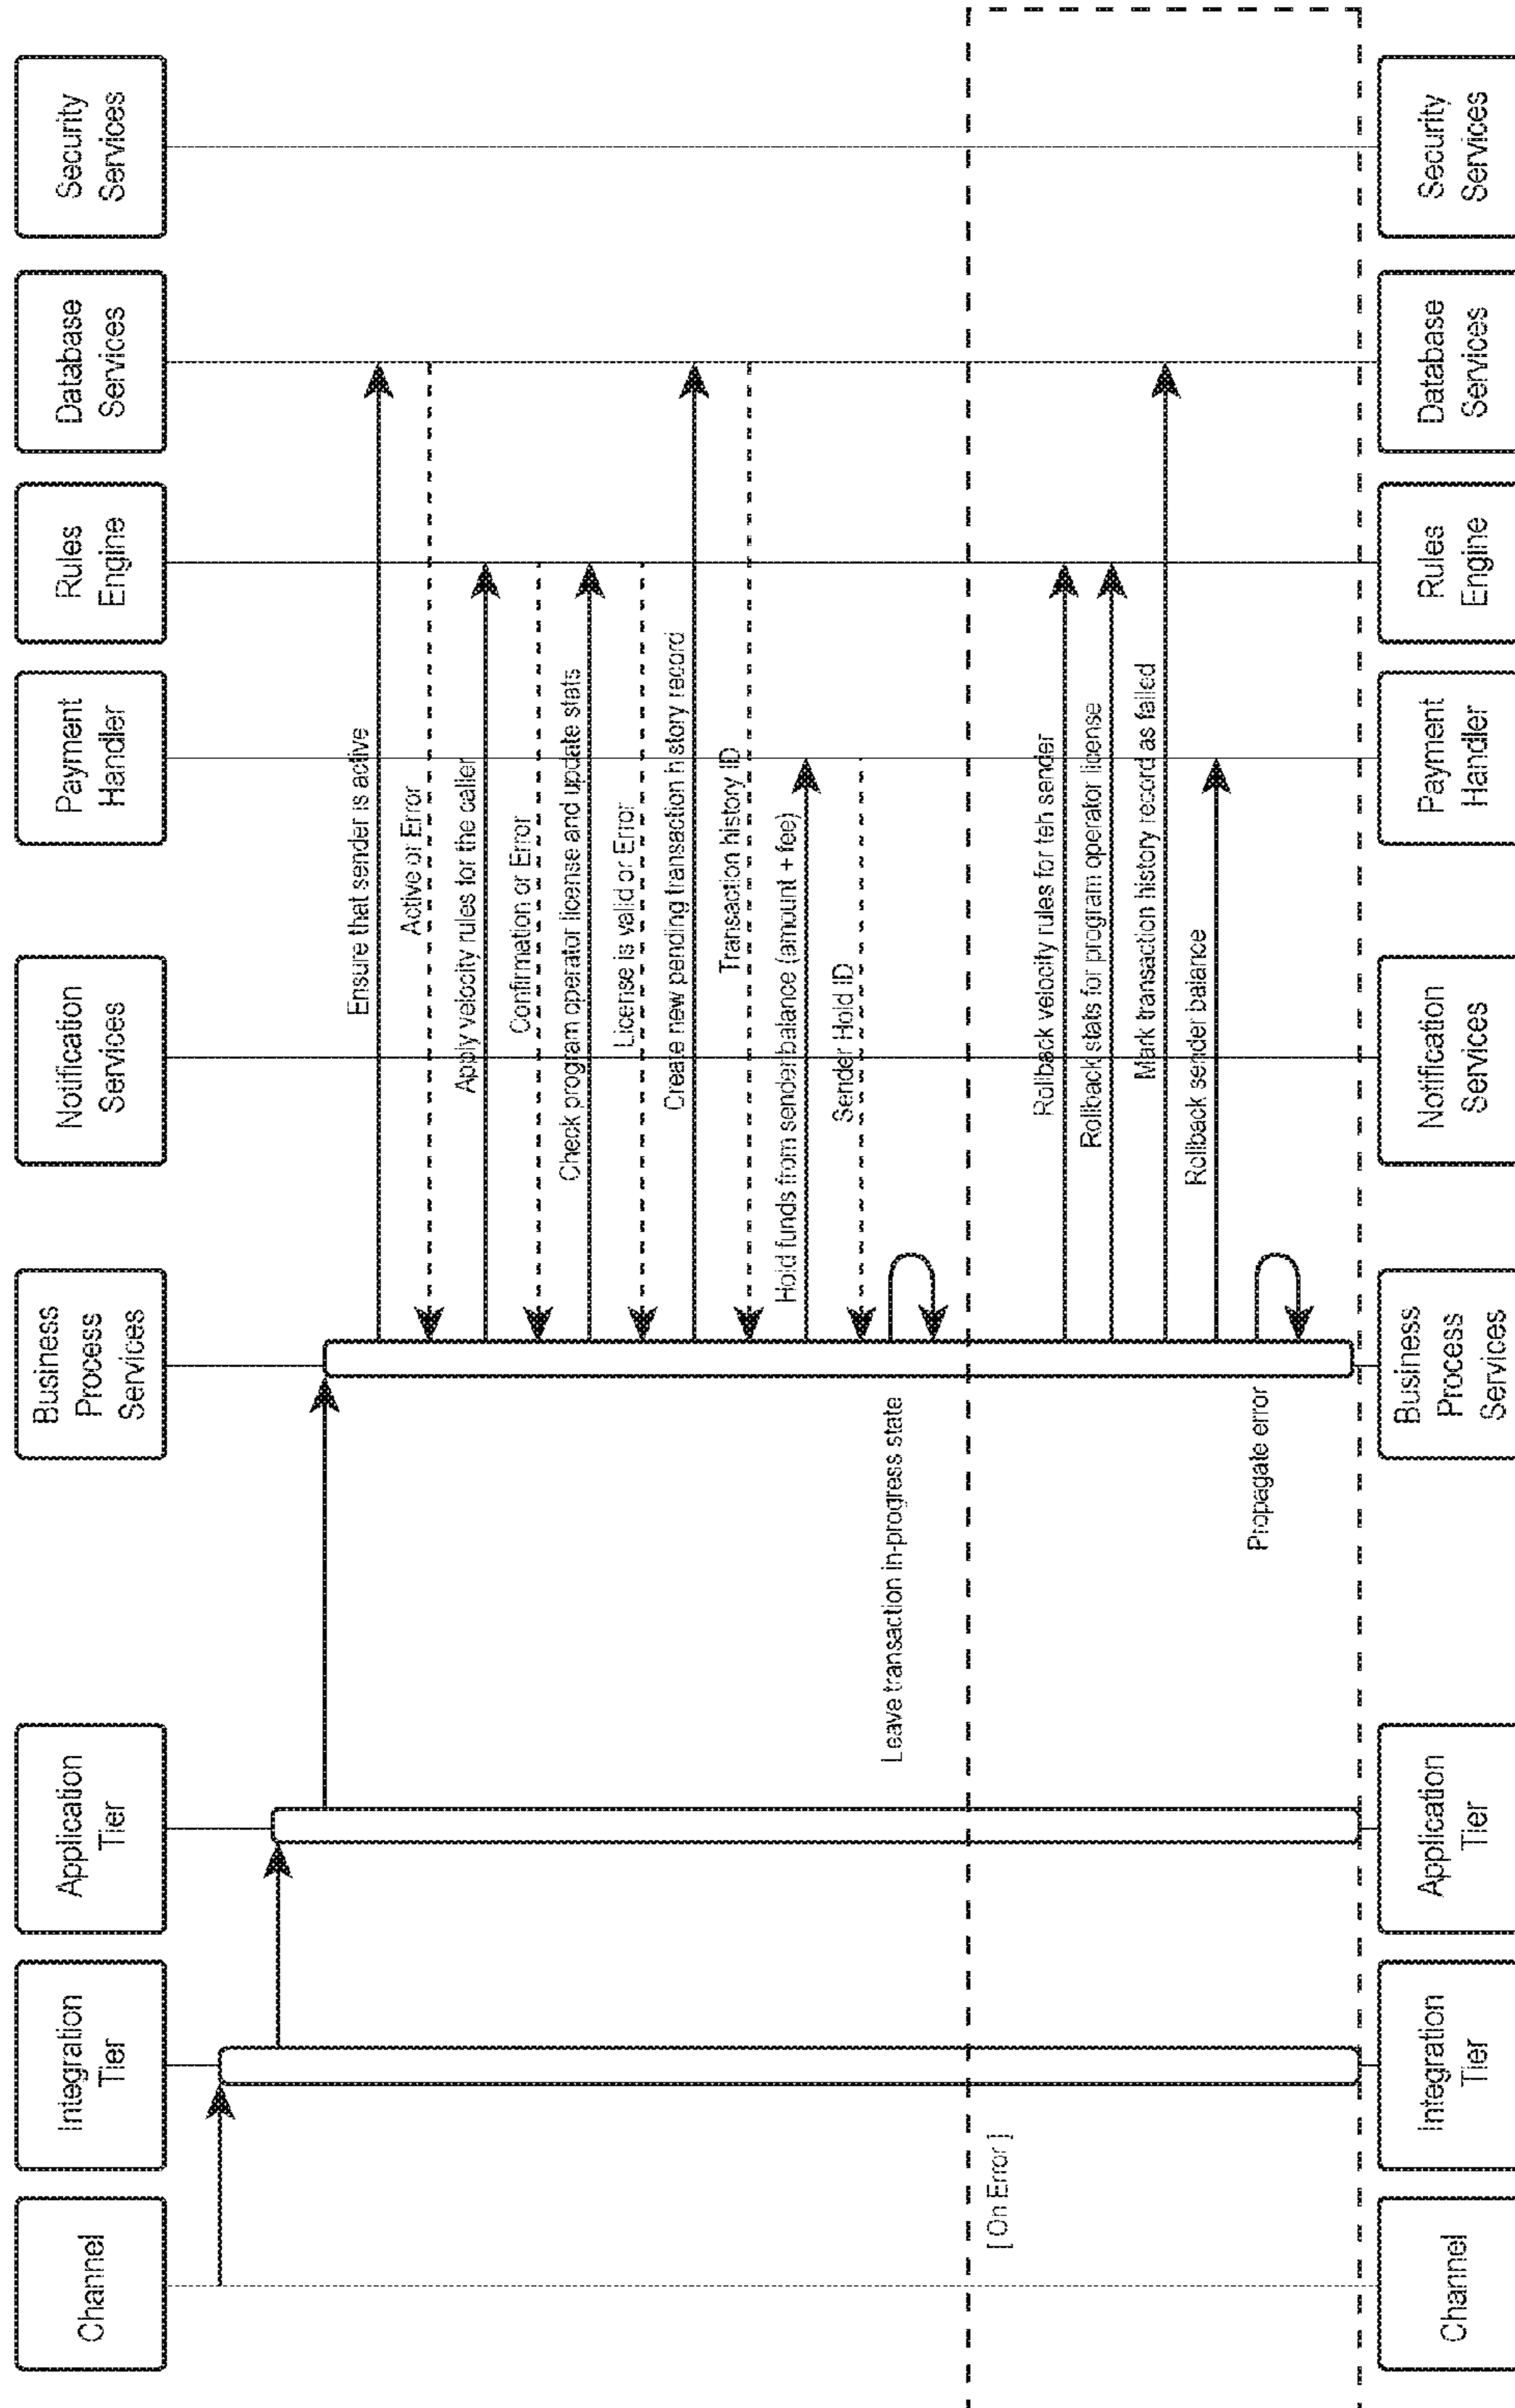 Channel
Integration
Tier
Application
Tier
Business
Process
Services
Notification
Services
Payment
Handler
Rules
Engine
Database
Services
Security
Services
Ensure that sender is active
Active or Error
Apply velocity rules for the caller
Confirmation or Error
Check program operator license and update stats
License is valid or Error
Create new pending transaction history record
Transaction history ID
Hold funds from sender balance (amount + fee)
Sender Hold ID
Leave transaction in-progress state
[ On Error ]
Rollback velocity rules for teh sender
Rollback stats for program operator license
Mark transaction history record as failed
Rollback sender balance
Propagate error
Channel
Integration
Tier
Application
Tier
Business
Process
Services
Notification
Services
Payment
Handler
Rules
Engine
Database
Services
Security
Services